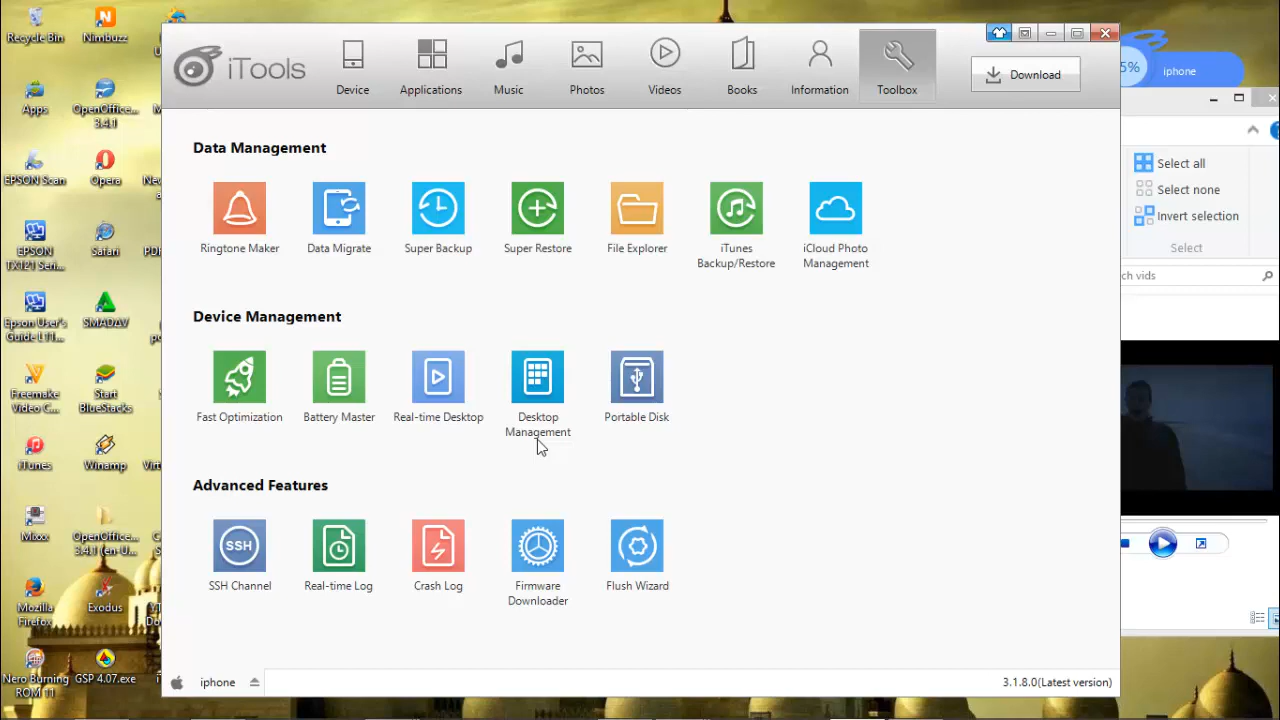 Recycle Bin
Nimbuzz
iTools
Device
Applications
Music
Photos
Videos
Books
Information
Toolbox
Download
5%
iphone
Apps
OpenOffice...
3.4.1
EPSON Scan
Opera
EPSON
TX121 Seri...
Safari
Epson User's
Guide L11...
SMADAV
Freemake
Video C...
Start
BlueStacks
iTunes
Winamp
Mixxx
OpenOffice...
3.4.1 (en-U...
Mozilla
Firefox
Exodus
Nero Burning
ROM 11
GSP 4.07.exe
Data Management
Ringtone Maker
Data Migrate
Super Backup
Super Restore
File Explorer
iTunes
Backup/Restore
iCloud Photo
Management
Device Management
Fast Optimization
Battery Master
Real-time Desktop
Desktop
Management
Portable Disk
Advanced Features
SSH
SSH Channel
Real-time Log
Crash Log
Firmware
Downloader
Flush Wizard
iphone
3.1.8.0(Latest version)
Select all
Select none
Invert selection
Select
ch vids